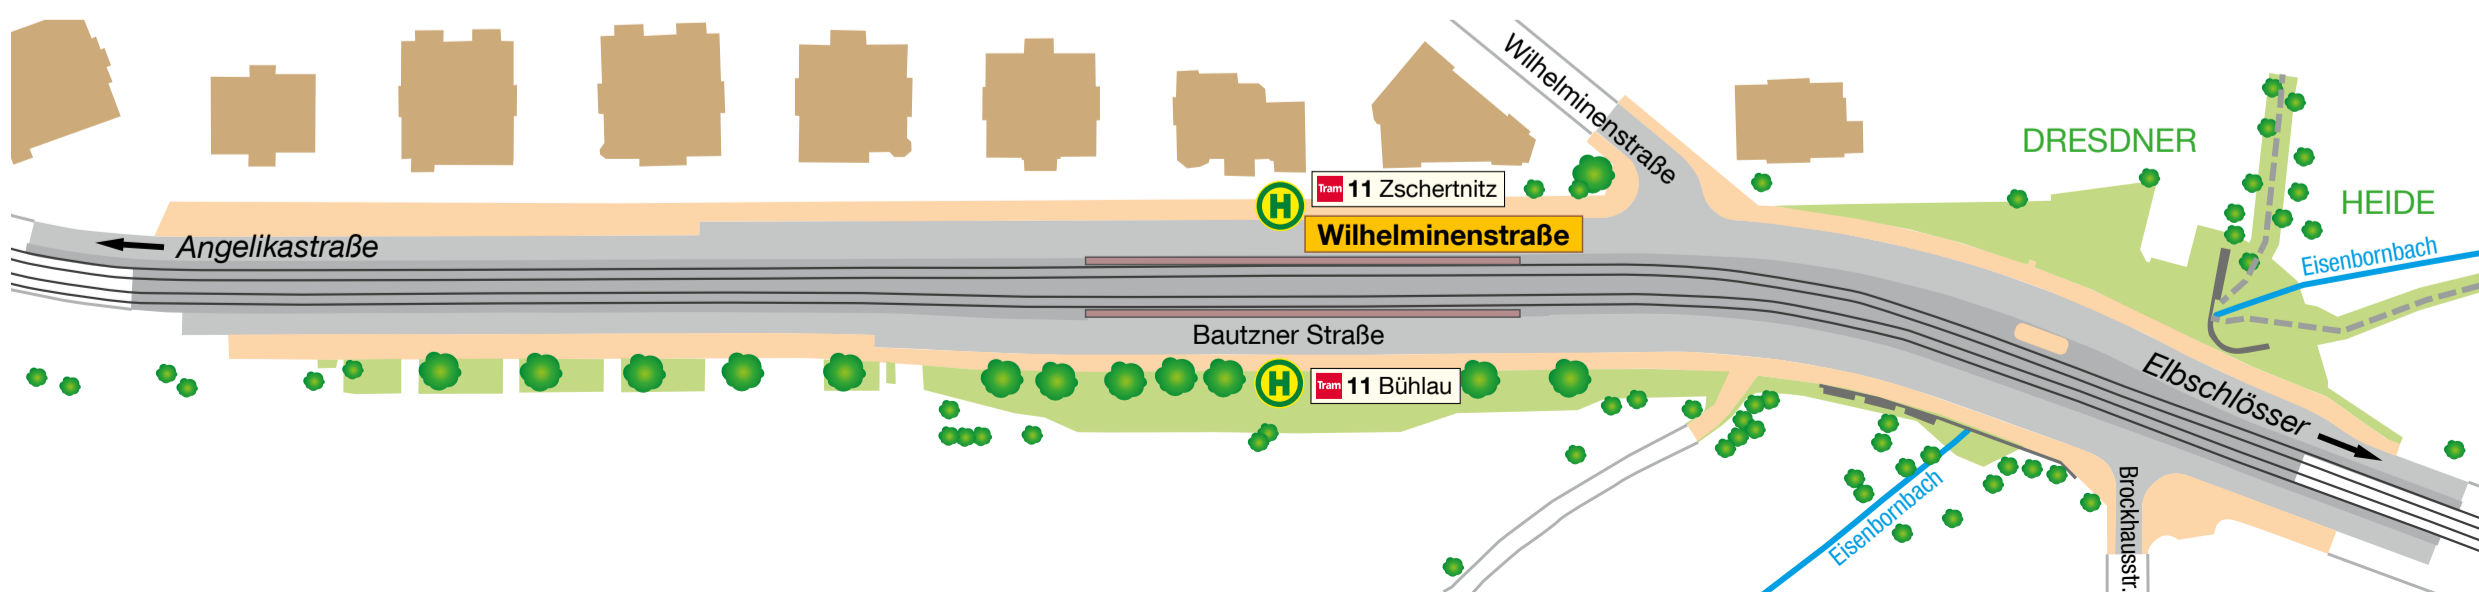 Wilhelminenstraße
DRESDNER
HEIDE
H
Tram 11 Zschertnitz
Wilhelminenstraße
Angelikastraße
Eisenbornbach
Bautzner Straße
H
Tram 11 Bühlau
Elbschlösser
Eisenbornbach
Brockhausstr.